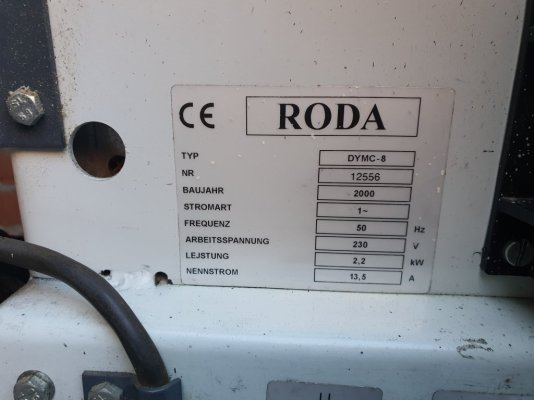 CE RODA
TYP DYMC-8
NR 12556
BAUJAHR 2000
STROMART 1~
FREQUENZ 50 Hz
ARBEITSSPANNUNG 230 V
LEJSTUNG 2,2 kW
NENNSTROM 13,5 A